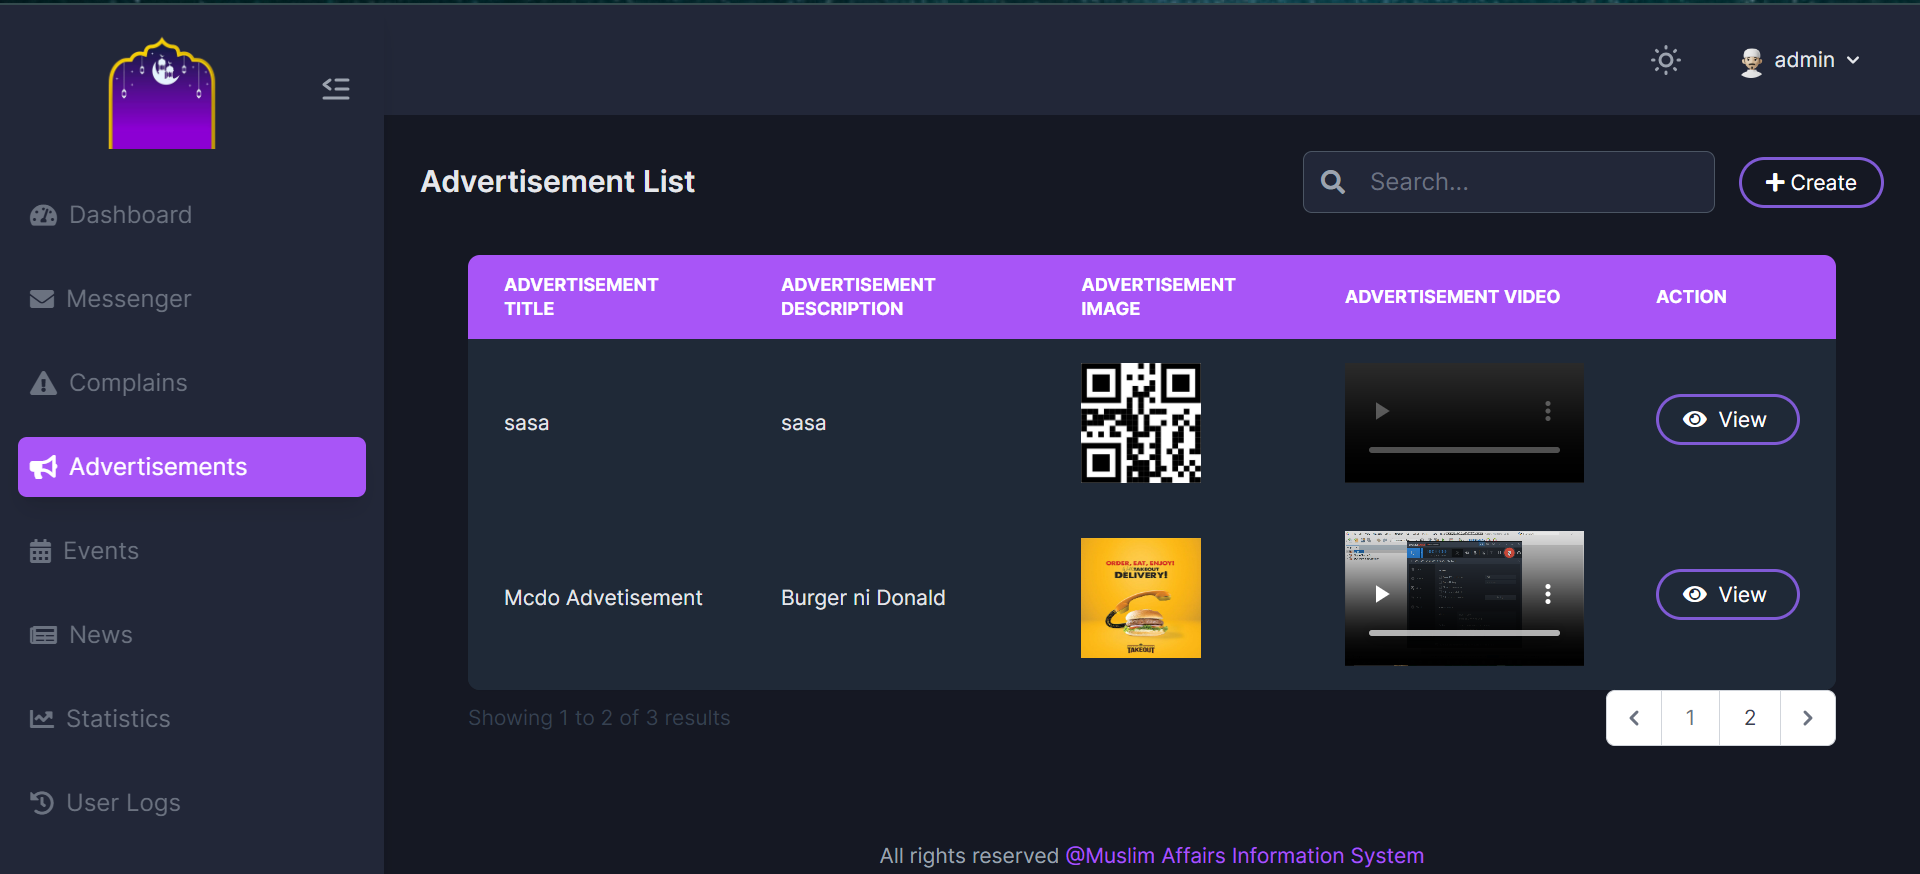 admin
Advertisement List
Search...
Create
Dashboard
Messenger
Complains
Advertisements
Events
News
Statistics
User Logs
ADVERTISEMENT
TITLE
ADVERTISEMENT
DESCRIPTION
ADVERTISEMENT
IMAGE
ADVERTISEMENT VIDEO
ACTION
sasa
sasa
View
Mcdo Advetisement
Burger ni Donald
ORDER, EAT, ENJOY!
TAKEOUT
DELIVERY!
TAKEOUT
View
Showing 1 to 2 of 3 results
1
2
All rights reserved @Muslim Affairs Information System